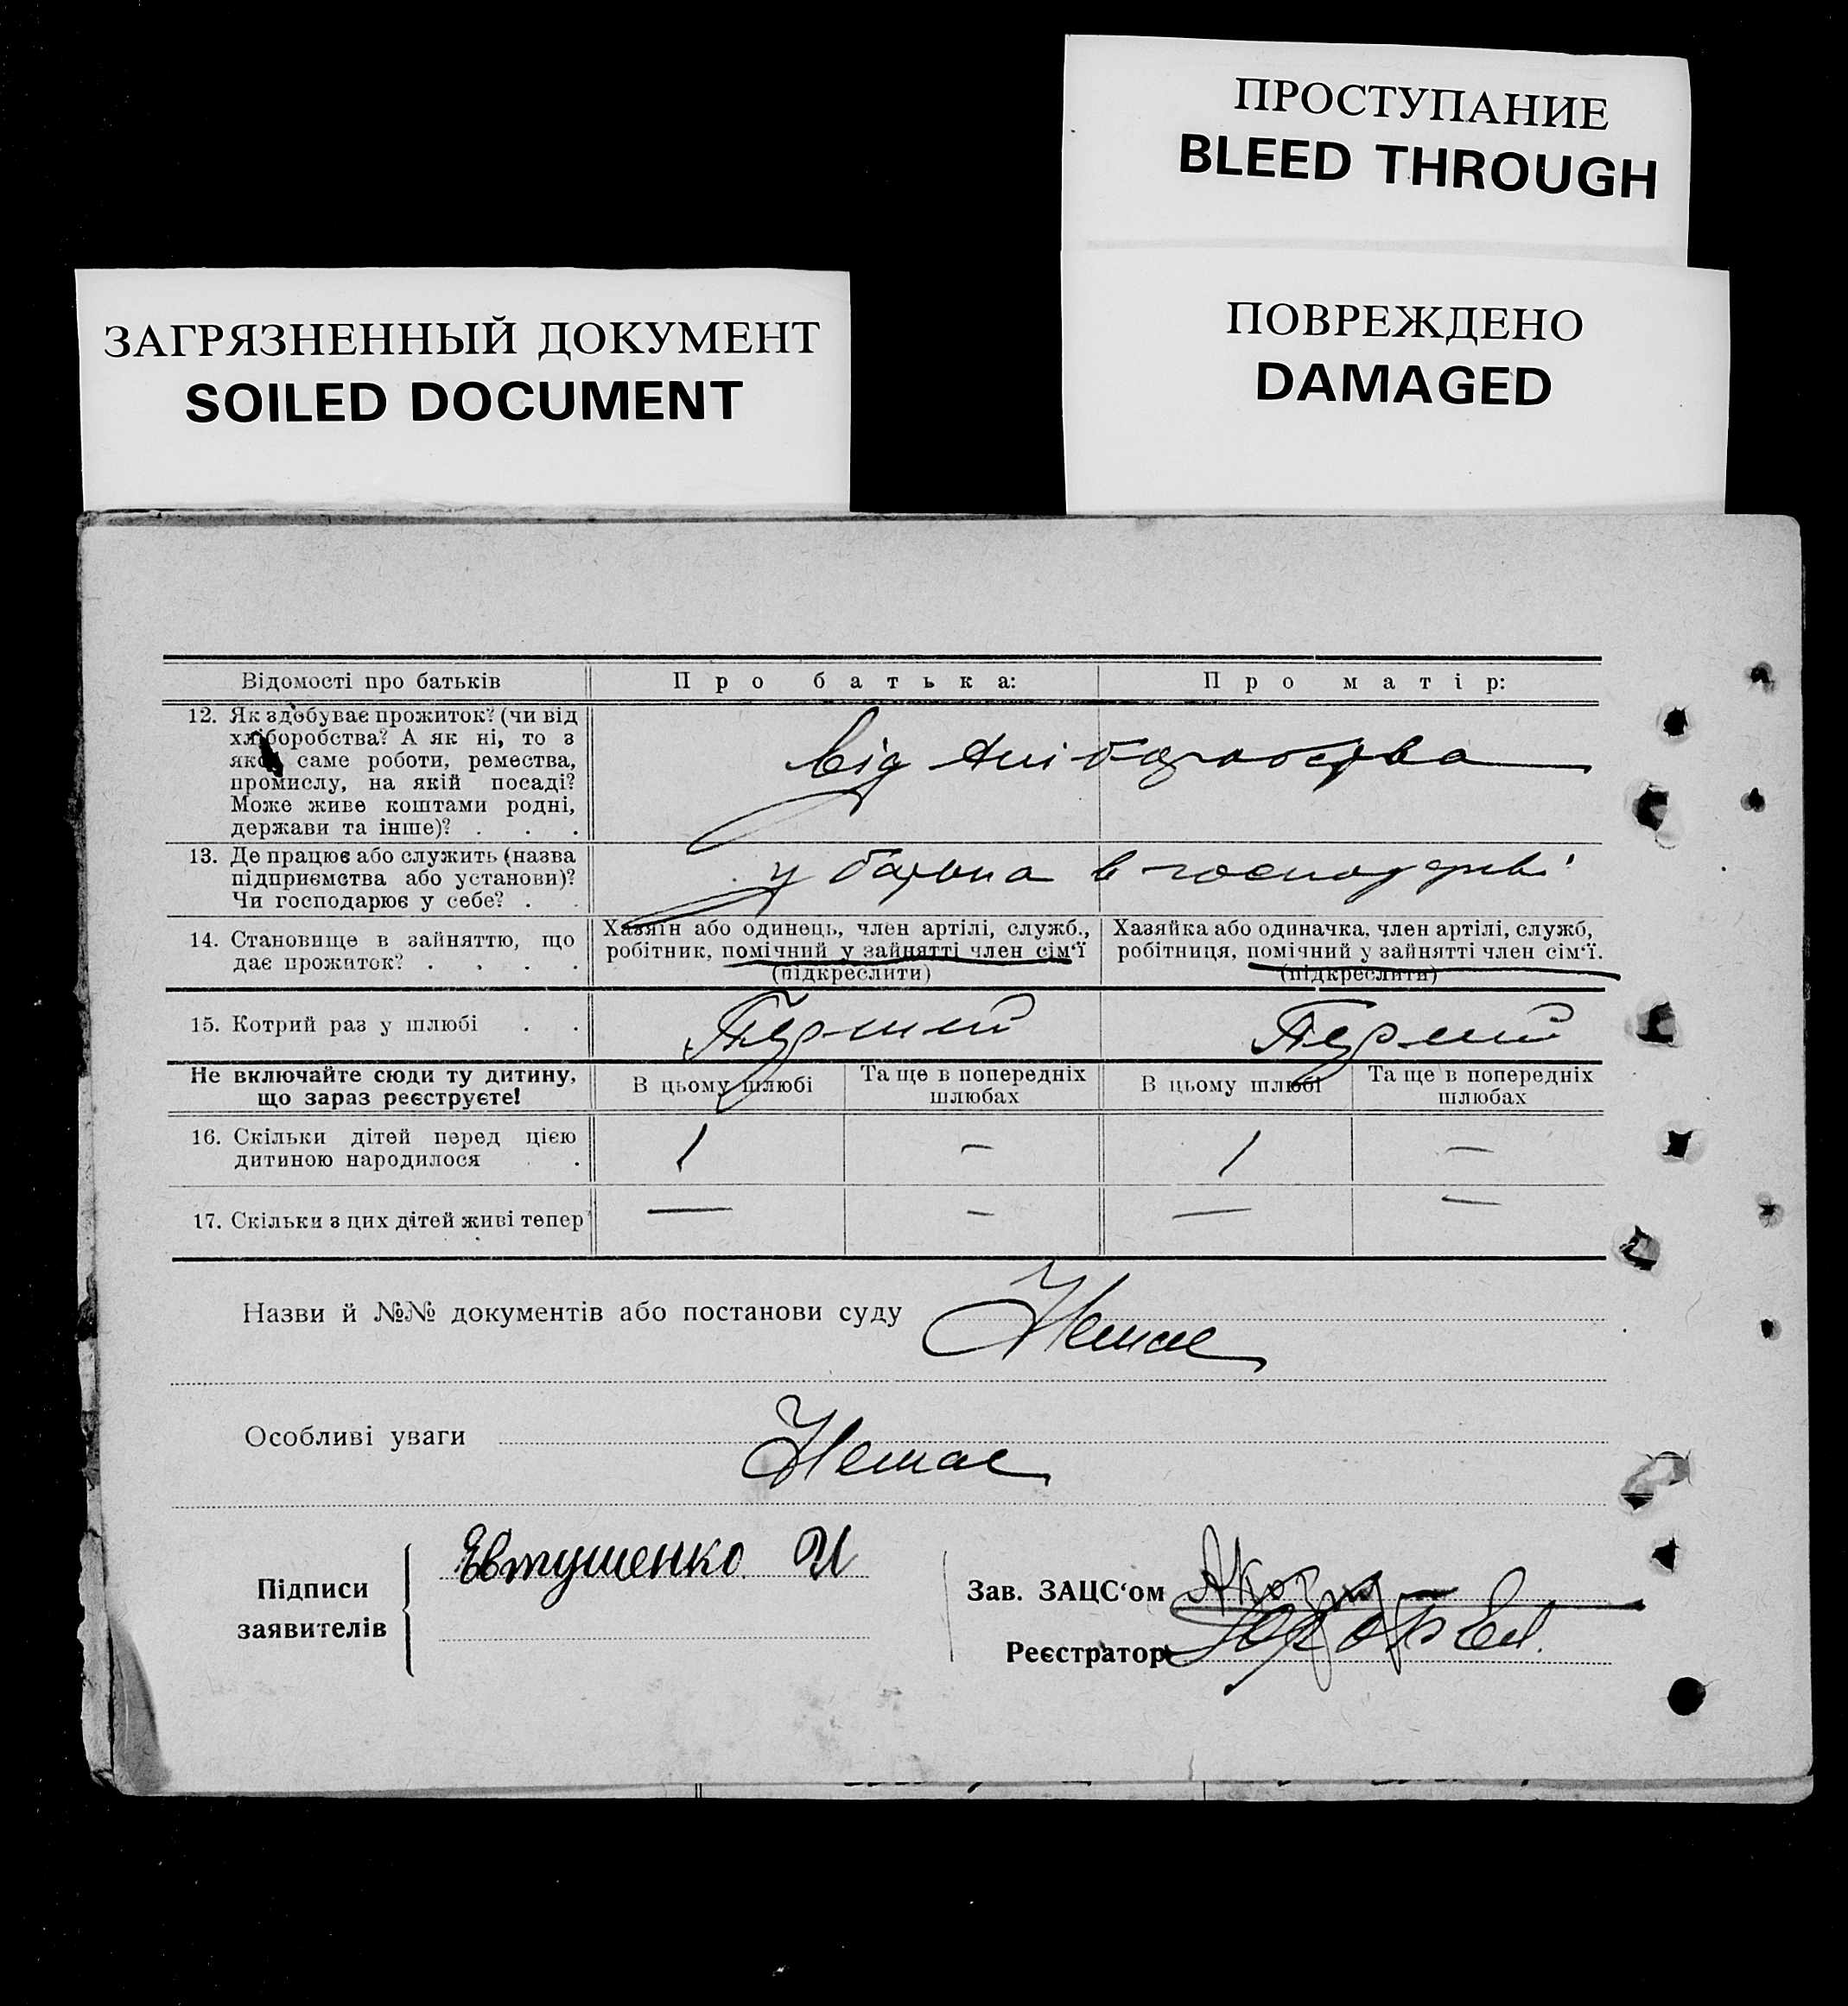 ПРОСТУПАНИЕ
BLEED THROUGH
ЗАГРЯЗНЕННЫЙ ДОКУМЕНТ
SOILED DOCUMENT
ПОВРЕЖДЕНО
DAMAGED
Відомості про батьків
Про батька:
Про матір:
12. Як здобуває прожиток? (чи від
хліборобства? А як ні, то з
якої саме роботи, ремества,
промислу, на якій посаді?
Може живе коштами родні,
держави та інше)? . . .
від хліборобства
13. Де працює або служить (назва
підприємства або установи)?
Чи господарює у себе? . .
у батька в господарстві
14. Становище в зайняттю, що
дає прожиток? . . . .
Хазяїн або одинець, член артілі, служб.,
робітник, помічний у зайнятті член сім‘ї
(підкреслити)
Хазяйка або одиначка, член артілі, служб,
робітниця, помічний у зайнятті член сім‘ї.
(підкреслити)
15. Котрий раз у шлюбі . .
Перший
Перший
Не включайте сюди ту дитину,
що зараз реєструєте!
В цьому шлюбі
Та ще в попередніх
шлюбах
В цьому шлюбі
Та ще в попередніх
шлюбах
16. Скільки дітей перед цією
дитиною народилося . .
1 – 1 –
17. Скільки з цих дітей живі тепер
— – — –
Назви й №№ документів або постанови суду Немає
Особливі уваги Немає
Підписи
заявителів
Євтушенко И
Зав. ЗАЦС‘ом
Реєстратор